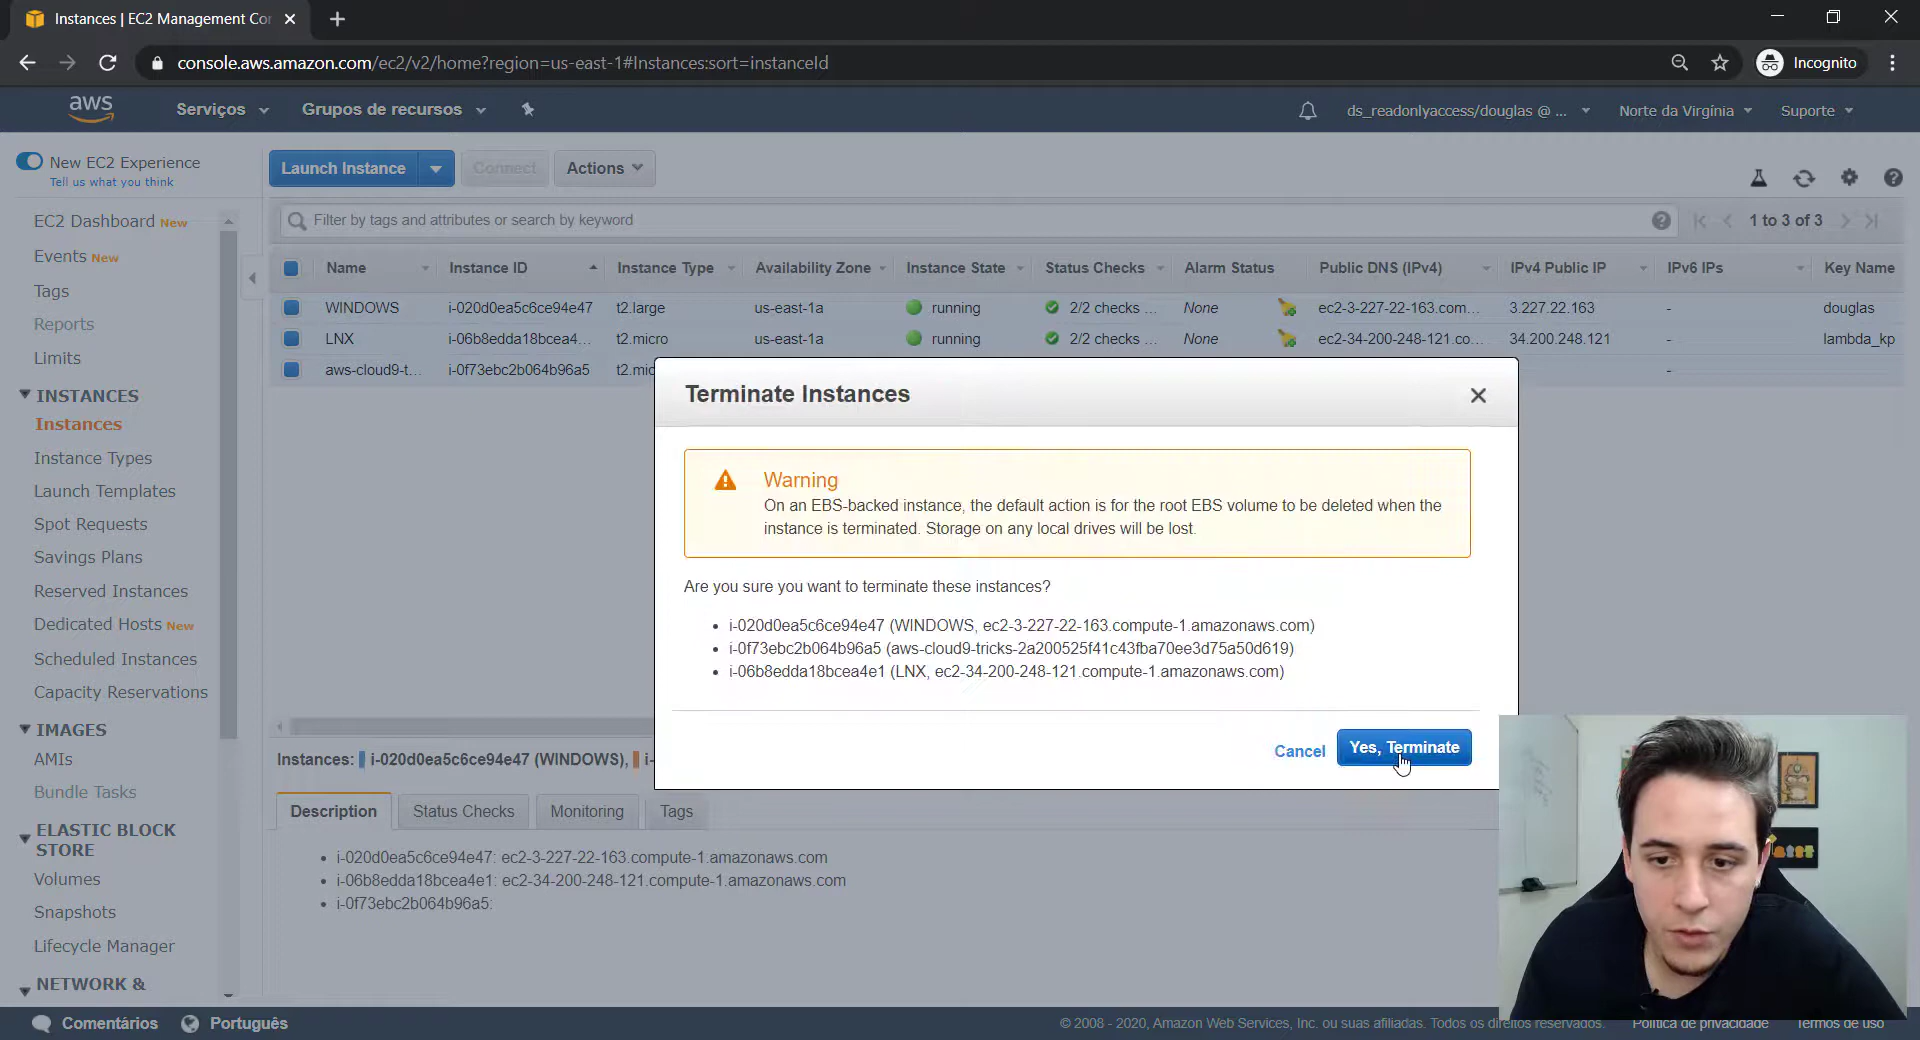 Instances | EC2 Management Cor
console.aws.amazon.com/ec2/v2/home?region=us-east-1#Instances:sort=instanceId
Incognito
aws
Serviços
Grupos de recursos
ds_readonlyaccess/douglas @ ...
Norte da Virgínia
Suporte
New EC2 Experience
Tell us what you think
Launch Instance
Connect
Actions
Filter by tags and attributes or search by keyword
1 to 3 of 3
Name
Instance ID
Instance Type
Availability Zone
Instance State
Status Checks
Alarm Status
Public DNS (IPv4)
IPv4 Public IP
IPv6 IPs
Key Name
WINDOWS i-020d0ea5c6ce94e47 t2.large us-east-1a running 2/2 checks ... None ec2-3-227-22-163.com... 3.227.22.163 - douglas
LNX i-06b8edda18bcea4... t2.micro us-east-1a running 2/2 checks ... None ec2-34-200-248-121.co... 34.200.248.121 - lambda_kp
aws-cloud9-t... i-0f73ebc2b064b96a5 t2.mic -
EC2 Dashboard New
Events New
Tags
Reports
Limits
INSTANCES
Instances
Instance Types
Launch Templates
Spot Requests
Savings Plans
Reserved Instances
Dedicated Hosts New
Scheduled Instances
Capacity Reservations
IMAGES
AMIs
Bundle Tasks
ELASTIC BLOCK
STORE
Volumes
Snapshots
Lifecycle Manager
NETWORK &
Terminate Instances
Warning
On an EBS-backed instance, the default action is for the root EBS volume to be deleted when the
instance is terminated. Storage on any local drives will be lost.
Are you sure you want to terminate these instances?
i-020d0ea5c6ce94e47 (WINDOWS, ec2-3-227-22-163.compute-1.amazonaws.com)
i-0f73ebc2b064b96a5 (aws-cloud9-tricks-2a200525f41c43fba70ee3d75a50d619)
i-06b8edda18bcea4e1 (LNX, ec2-34-200-248-121.compute-1.amazonaws.com)
Cancel
Yes, Terminate
Instances: i-020d0ea5c6ce94e47 (WINDOWS), i-
Description
Status Checks
Monitoring
Tags
i-020d0ea5c6ce94e47: ec2-3-227-22-163.compute-1.amazonaws.com
i-06b8edda18bcea4e1: ec2-34-200-248-121.compute-1.amazonaws.com
i-0f73ebc2b064b96a5:
Comentários
Português
© 2008 - 2020, Amazon Web Services, Inc. ou suas afiliadas. Todos os direitos reservados.
Política de privacidade
Termos de uso